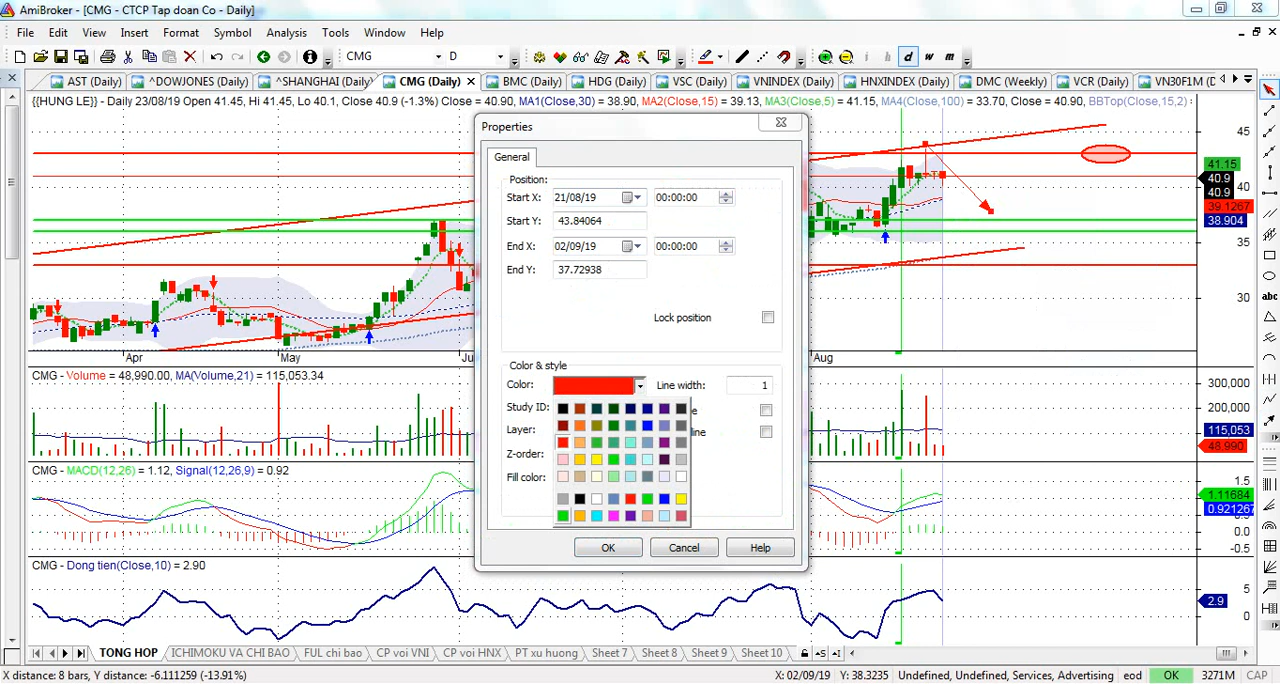 AmiBroker - [CMG - CTCP Tap doan Co - Daily]
File Edit View Insert Format Symbol Analysis Tools Window Help
CMG D i h d w m
AST (Daily) ^DOWJONES (Daily) ^SHANGHAI (Daily) CMG (Daily) BMC (Daily) HDG (Daily) VSC (Daily) VNINDEX (Daily) HNXINDEX (Daily) DMC (Weekly) VCR (Daily) VN30F1M (D
{{HUNG LE}} - Daily 23/08/19 Open 41.45, Hi 41.45, Lo 40.1, Close 40.9 (-1.3%) Close = 40.90, MA1(Close,30) = 38.90, MA2(Close,15) = 39.13, MA3(Close,5) = 41.15, MA4(Close,100) = 33.70, Close = 40.90, BBTop(Close,15,2)
Properties
General
Position:
Start X: 21/08/19 00:00:00
Start Y: 43.84064
End X: 02/09/19 00:00:00
End Y: 37.72938
Lock position
Color & style
Color: Line width: 1
Study ID:
Layer:
Z-order:
Fill color:
OK Cancel Help
45
41.15
40
40.9
40.9
39.1267
38.904
35
30
Apr May Ju Aug
CMG - Volume = 48,990.00, MA(Volume,21) = 115,053.34
300,000
200,000
115,053
48,990
CMG - MACD(12,26) = 1.12, Signal(12,26,9) = 0.92
1.5
1.11684
0.921267
0.0
-0.5
CMG - Dong tien(Close,10) = 2.90
5
2.9
0
TONG HOP ICHIMOKU VA CHI BAO FUL chi bao CP voi VNI CP voi HNX PT xu huong Sheet 7 Sheet 8 Sheet 9 Sheet 10
X distance: 8 bars, Y distance: -6.111259 (-13.91%) X: 02/09/19 Y: 38.3235 Undefined, Undefined, Services, Advertising eod OK 3271M CAP
abc